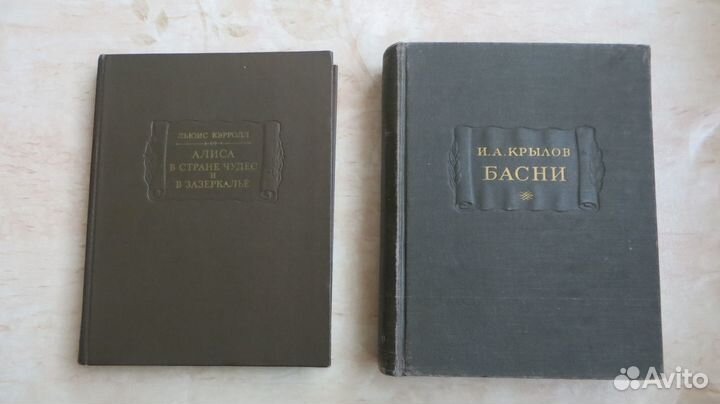 ЛЬЮИС КЭРРОЛЛ
АЛИСА
В СТРАНЕ ЧУДЕС
И
В ЗАЗЕРКАЛЬЕ
И.А.КРЫЛОВ
БАСНИ
Avito